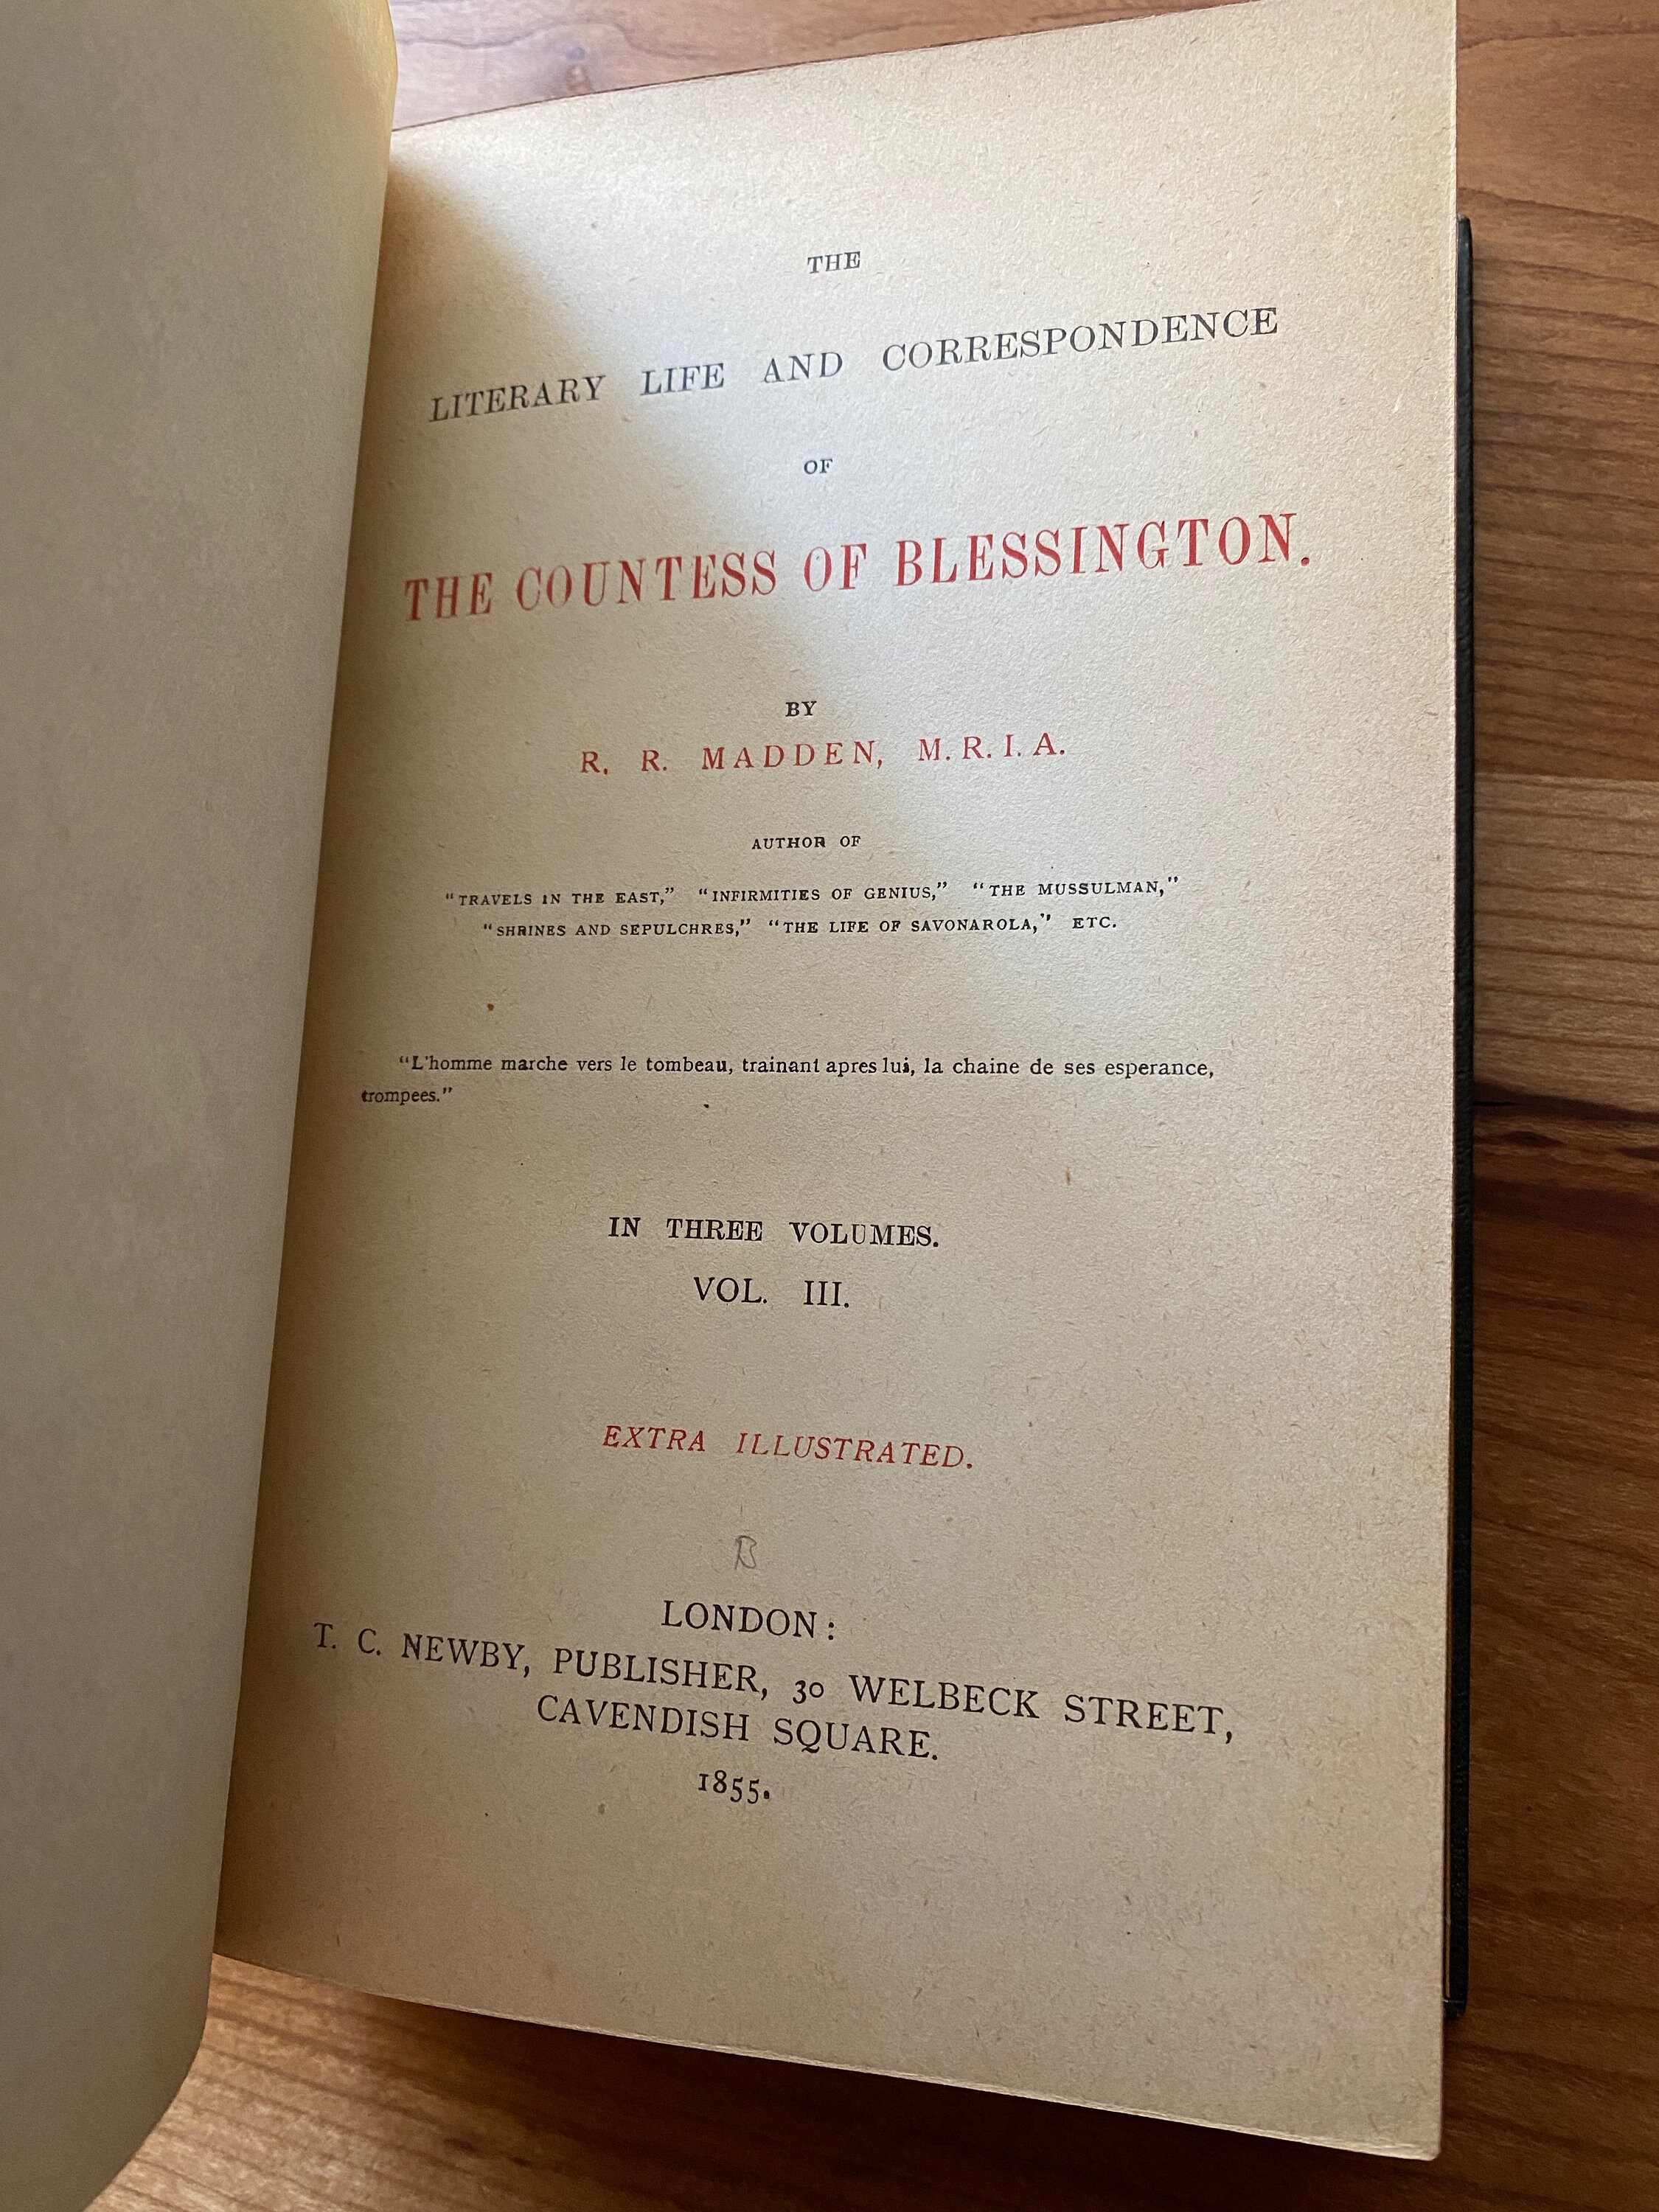 THE
LITERARY LIFE AND CORRESPONDENCE
OF
THE COUNTESS OF BLESSINGTON.
BY
R. R. MADDEN, M.R.I.A.
AUTHOR OF
“TRAVELS IN THE EAST,” “INFIRMITIES OF GENIUS,” “THE MUSSULMAN,”
“SHRINES AND SEPULCHRES,” “THE LIFE OF SAVONAROLA,” ETC.
“L'homme marche vers le tombeau, trainant apres lui, la chaine de ses esperance,
trompees.”
IN THREE VOLUMES.
VOL. III.
EXTRA ILLUSTRATED.
B
LONDON:
T. C. NEWBY, PUBLISHER, 30 WELBECK STREET,
CAVENDISH SQUARE.
1855.